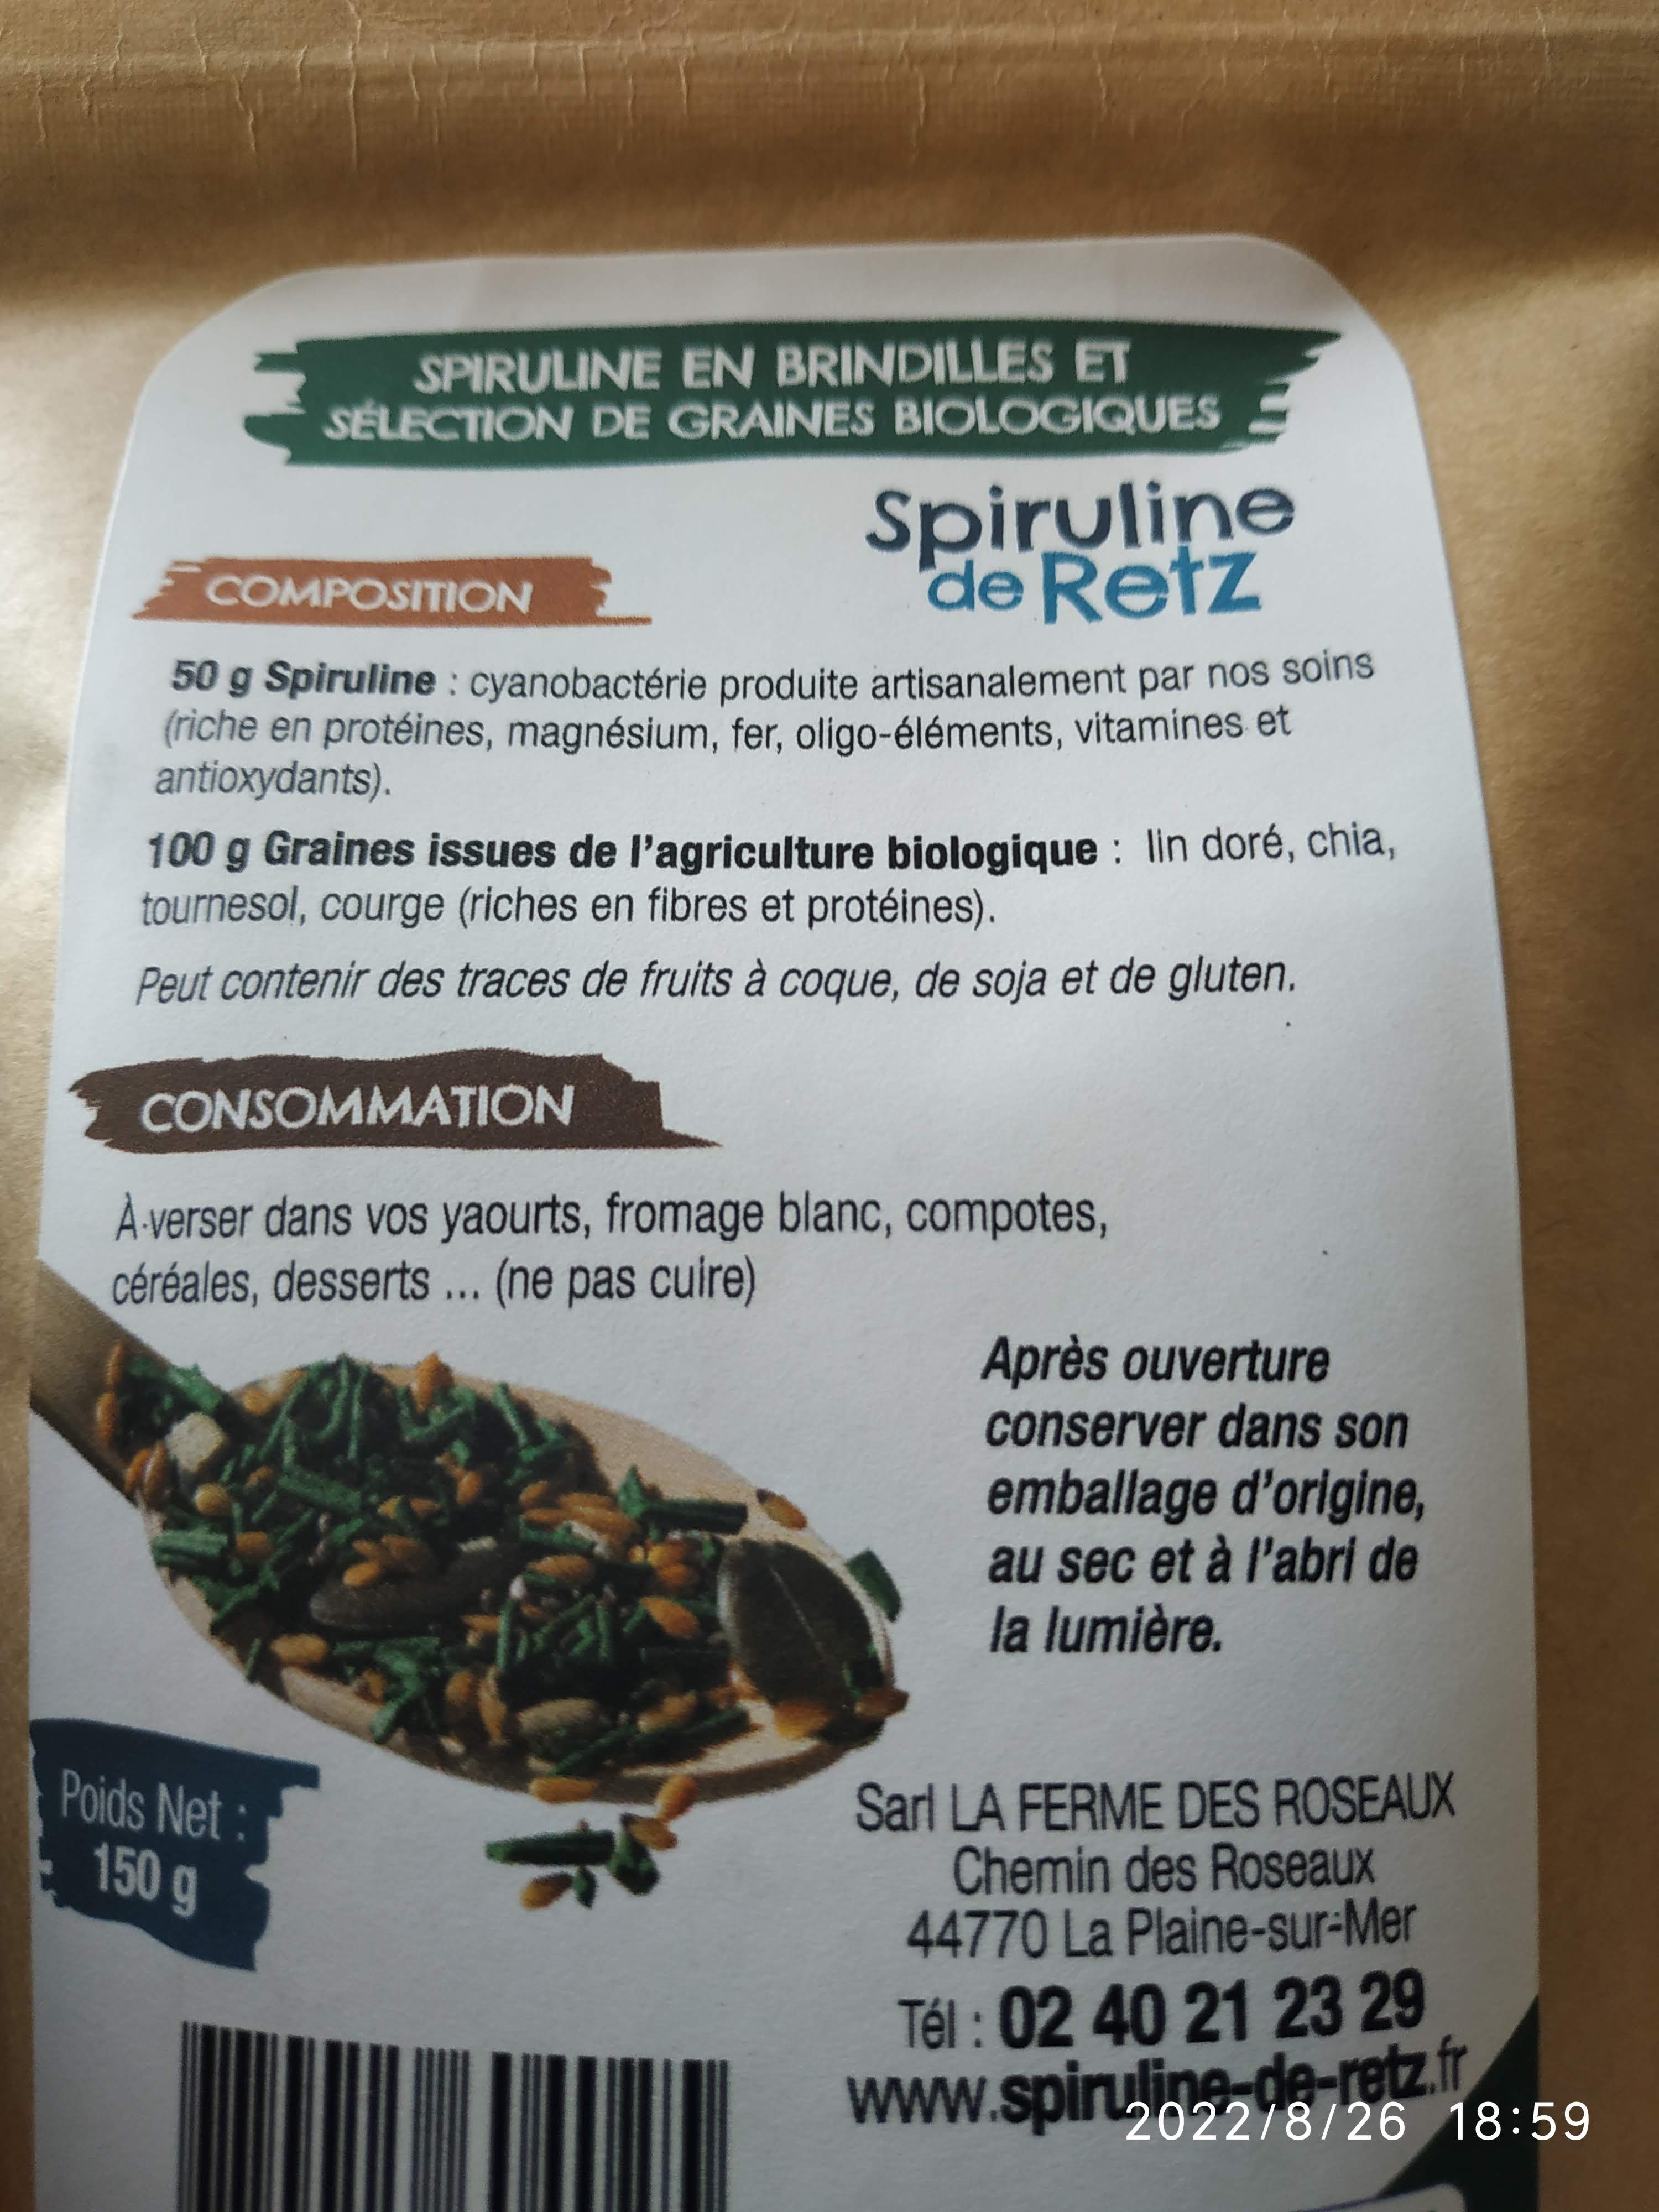 SPIRULINE EN BRINDILLES ET
SÉLECTION DE GRAINES BIOLOGIQUES
Spiruline
de Retz
COMPOSITION
50 g Spiruline : cyanobactérie produite artisanalement par nos soins
(riche en protéines, magnésium, fer, oligo-éléments, vitamines et
antioxydants).
100 g Graines issues de l'agriculture biologique : lin doré, chia,
tournesol, courge (riches en fibres et protéines).
Peut contenir des traces de fruits à coque, de soja et de gluten.
CONSOMMATION
À verser dans vos yaourts, fromage blanc, compotes,
céréales, desserts ... (ne pas cuire)
Après ouverture
conserver dans son
emballage d'origine,
au sec et à l'abri de
la lumière.
Poids Net :
150 g
Sarl LA FERME DES ROSEAUX
Chemin des Roseaux
44770 La Plaine-sur-Mer
Tél : 02 40 21 23 29
www.spiruline-de-retz.fr
2022/8/26 18:59